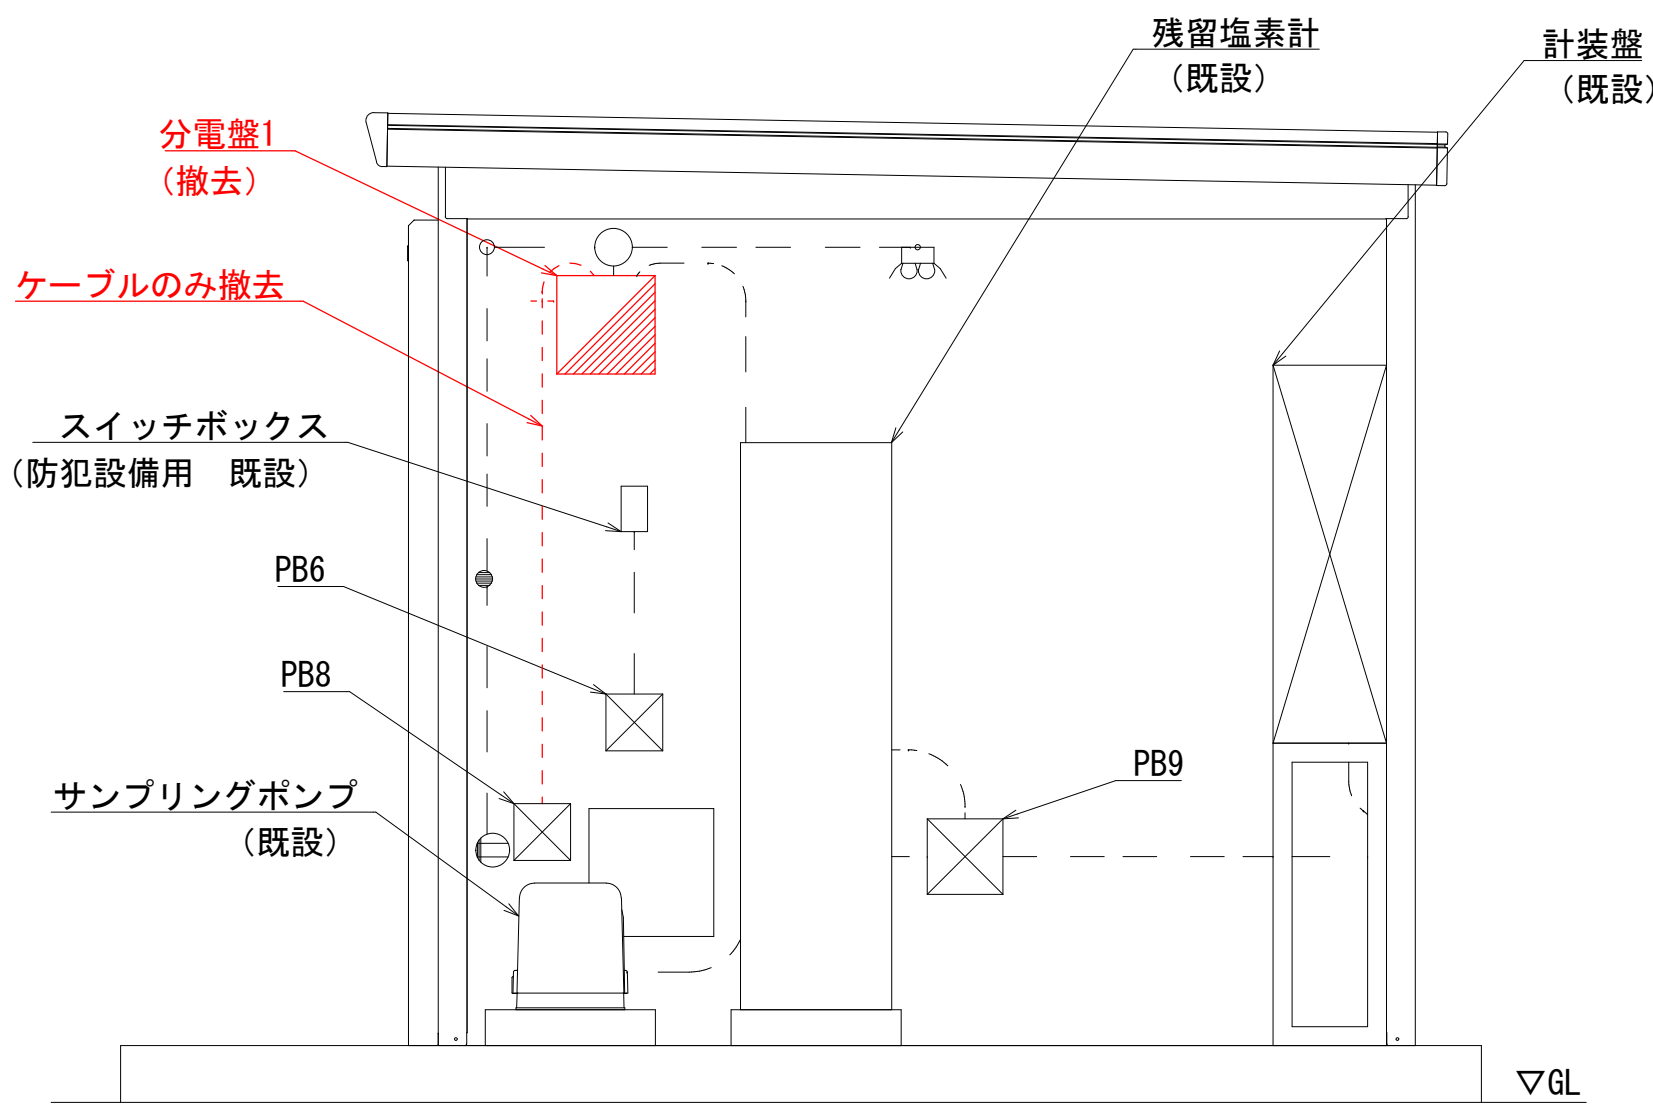 残留塩素計
(既設)
計装盤
(既設)
分電盤1
(撤去)
ケーブルのみ撤去
スイッチボックス
(防犯設備用　既設)
PB6
PB8
サンプリングポンプ
(既設)
PB9
▽GL